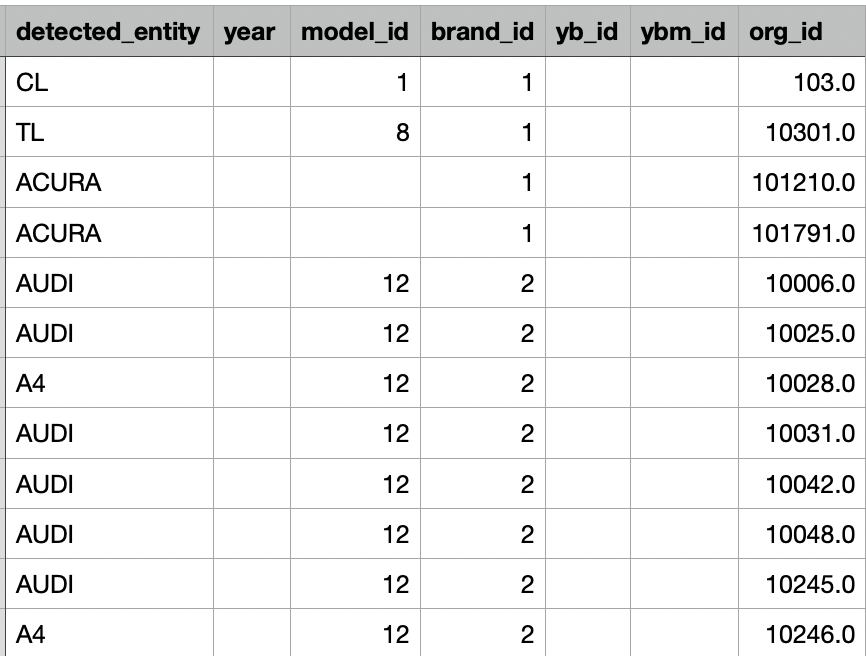 detected_entity year model_id brand_id yb_id ybm_id org_id
CL 1 1 103.0
TL 8 1 10301.0
ACURA 1 101210.0
ACURA 1 101791.0
AUDI 12 2 10006.0
AUDI 12 2 10025.0
A4 12 2 10028.0
AUDI 12 2 10031.0
AUDI 12 2 10042.0
AUDI 12 2 10048.0
AUDI 12 2 10245.0
A4 12 2 10246.0